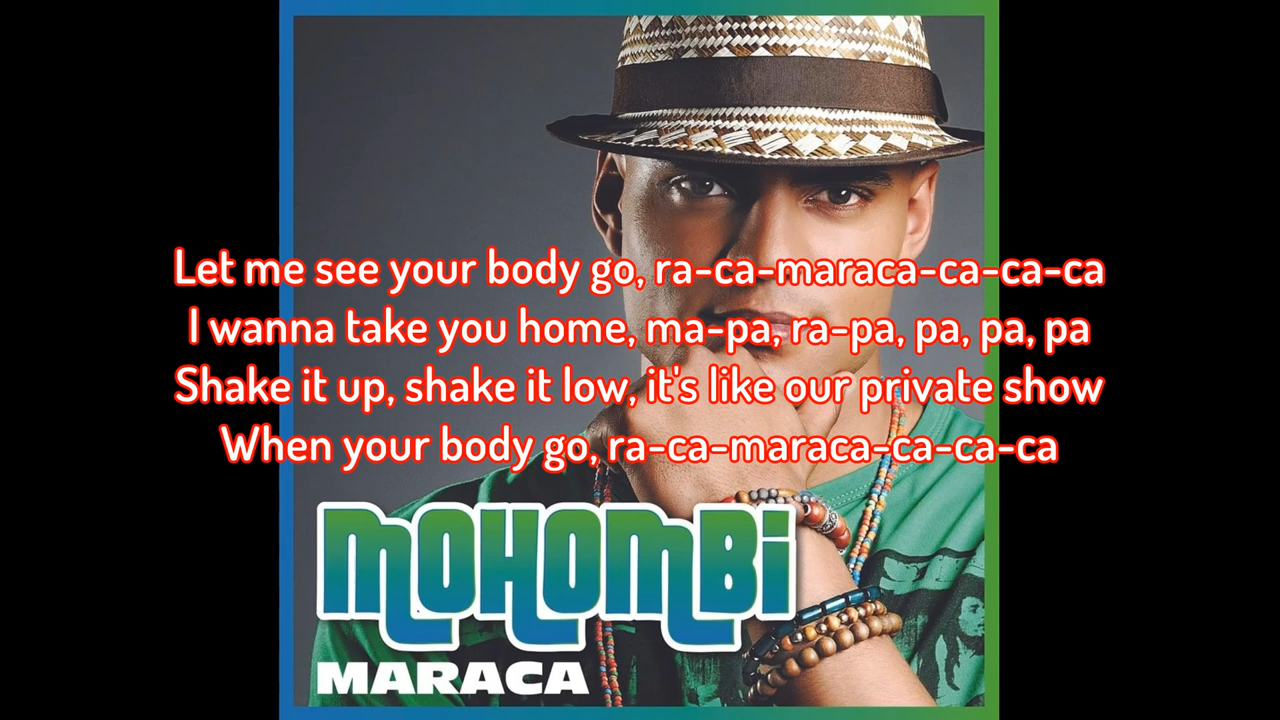 Let me see your body go, ra-ca-maraca-ca-ca-ca
I wanna take you home, ma-pa, ra-pa, pa, pa, pa
Shake it up, shake it low, it's like our private show
When your body go, ra-ca-maraca-ca-ca-ca
MOHOMBi
MARACA